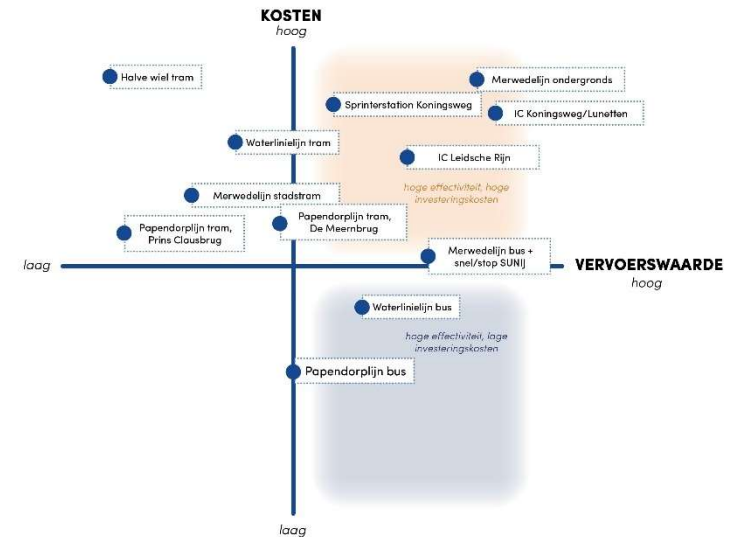 KOSTEN
hoog
Halve wiel tram
Merwedelijn ondergronds
Sprinterstation Koningsweg
IC Koningsweg/Lunetten
Waterlinielijn tram
IC Leidsche Rijn
hoge effectiviteit, hoge
investeringskosten
Merwedelijn stadstram
Papendorplijn tram,
De Meernbrug
Papendorplijn tram,
Prins Clausbrug
Merwedelijn bus +
snel/stop SUNIJ
laag
VERVOERSWAARDE
hoog
Waterlinielijn bus
hoge effectiviteit, lage
investeringskosten
Papendorplijn bus
laag